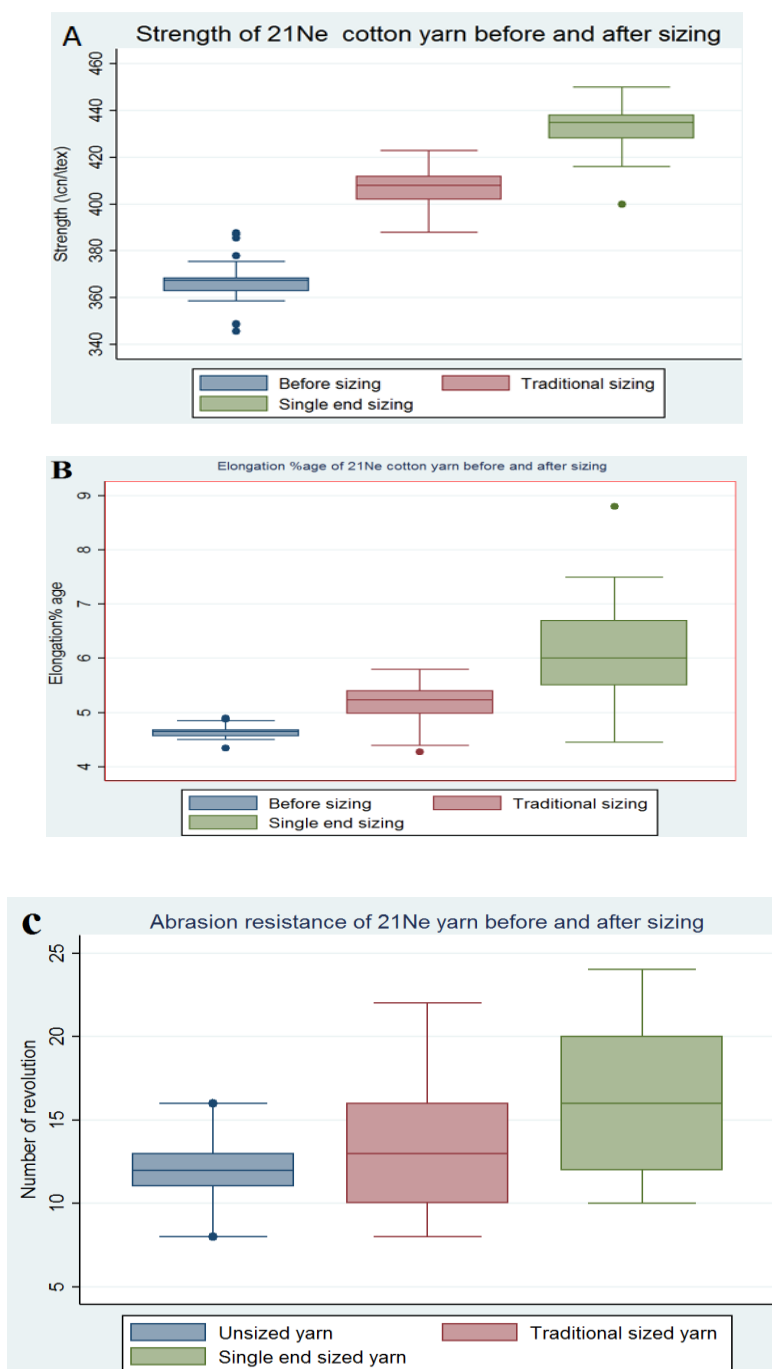 A
Strength of 21Ne cotton yarn before and after sizing
Strength (\cn/\tex)
460
440
420
400
380
360
340
Before sizing
Traditional sizing
Single end sizing
B
Elongation %age of 21Ne cotton yarn before and after sizing
Elongation% age
9
8
7
6
5
4
Before sizing
Traditional sizing
Single end sizing
c
Abrasion resistance of 21Ne yarn before and after sizing
Number of revolution
25
20
15
10
5
Unsized yarn
Traditional sized yarn
Single end sized yarn